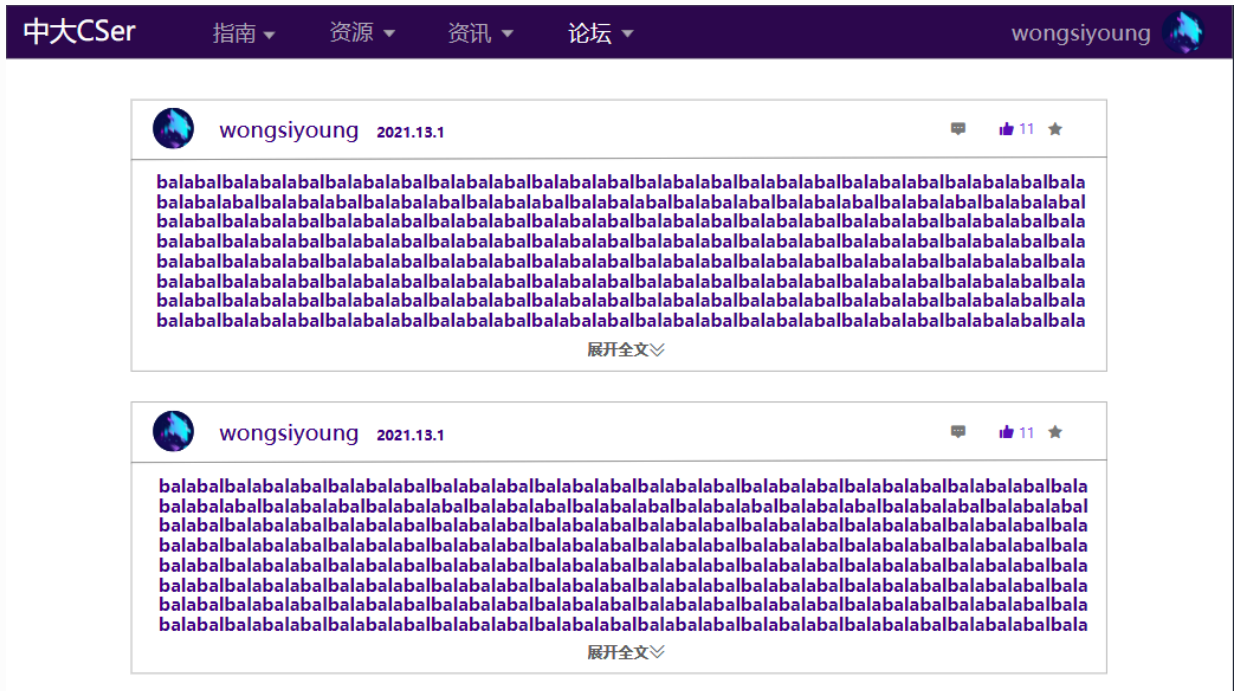 中大CSer 指南 资源 资讯 论坛 wongsiyoung
wongsiyoung 2021.13.1 11
balabalbalabalabalbalabalabalbalabalabalbalabalabalbalabalabalbalabalabalbalabalabalbalabalabalbala
balabalabalbalabalabalbalabalabalbalabalabalbalabalabalbalabalabalbalabalabalbalabalabalbalabalabal
balabalbalabalabalbalabalabalbalabalabalbalabalabalbalabalabalbalabalabalbalabalabalbalabalabalbala
balabalbalabalabalbalabalabalbalabalabalbalabalabalbalabalabalbalabalabalbalabalabalbalabalabalbala
balabalbalabalabalbalabalabalbalabalabalbalabalabalbalabalabalbalabalabalbalabalabalbalabalabalbala
balabalbalabalabalbalabalabalbalabalabalbalabalabalbalabalabalbalabalabalbalabalabalbalabalabalbala
balabalbalabalabalbalabalabalbalabalabalbalabalabalbalabalabalbalabalabalbalabalabalbalabalabalbala
balabalbalabalabalbalabalabalbalabalabalbalabalabalbalabalabalbalabalabalbalabalabalbalabalabalbala
展开全文
wongsiyoung 2021.13.1 11
balabalbalabalabalbalabalabalbalabalabalbalabalabalbalabalabalbalabalabalbalabalabalbalabalabalbala
balabalabalbalabalabalbalabalabalbalabalabalbalabalabalbalabalabalbalabalabalbalabalabalbalabalabal
balabalbalabalabalbalabalabalbalabalabalbalabalabalbalabalabalbalabalabalbalabalabalbalabalabalbala
balabalbalabalabalbalabalabalbalabalabalbalabalabalbalabalabalbalabalabalbalabalabalbalabalabalbala
balabalbalabalabalbalabalabalbalabalabalbalabalabalbalabalabalbalabalabalbalabalabalbalabalabalbala
balabalbalabalabalbalabalabalbalabalabalbalabalabalbalabalabalbalabalabalbalabalabalbalabalabalbala
balabalbalabalabalbalabalabalbalabalabalbalabalabalbalabalabalbalabalabalbalabalabalbalabalabalbala
balabalbalabalabalbalabalabalbalabalabalbalabalabalbalabalabalbalabalabalbalabalabalbalabalabalbala
展开全文